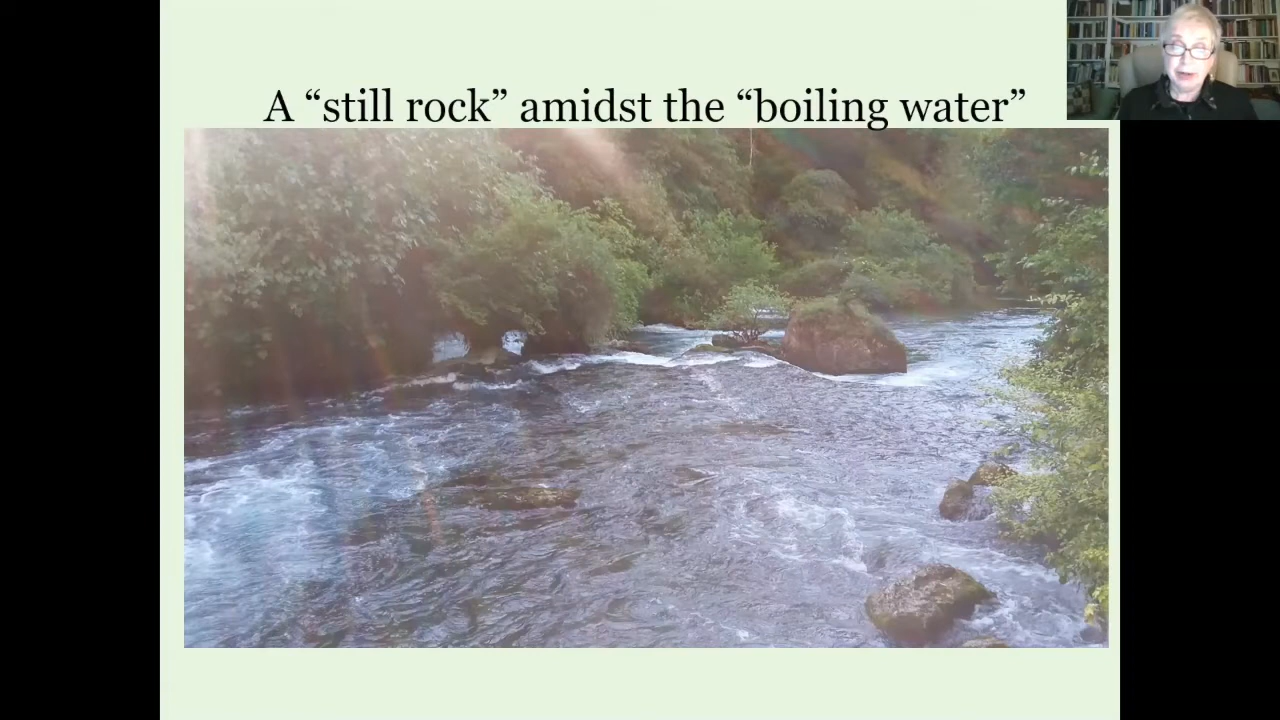 A “still rock” amidst the “boiling water”